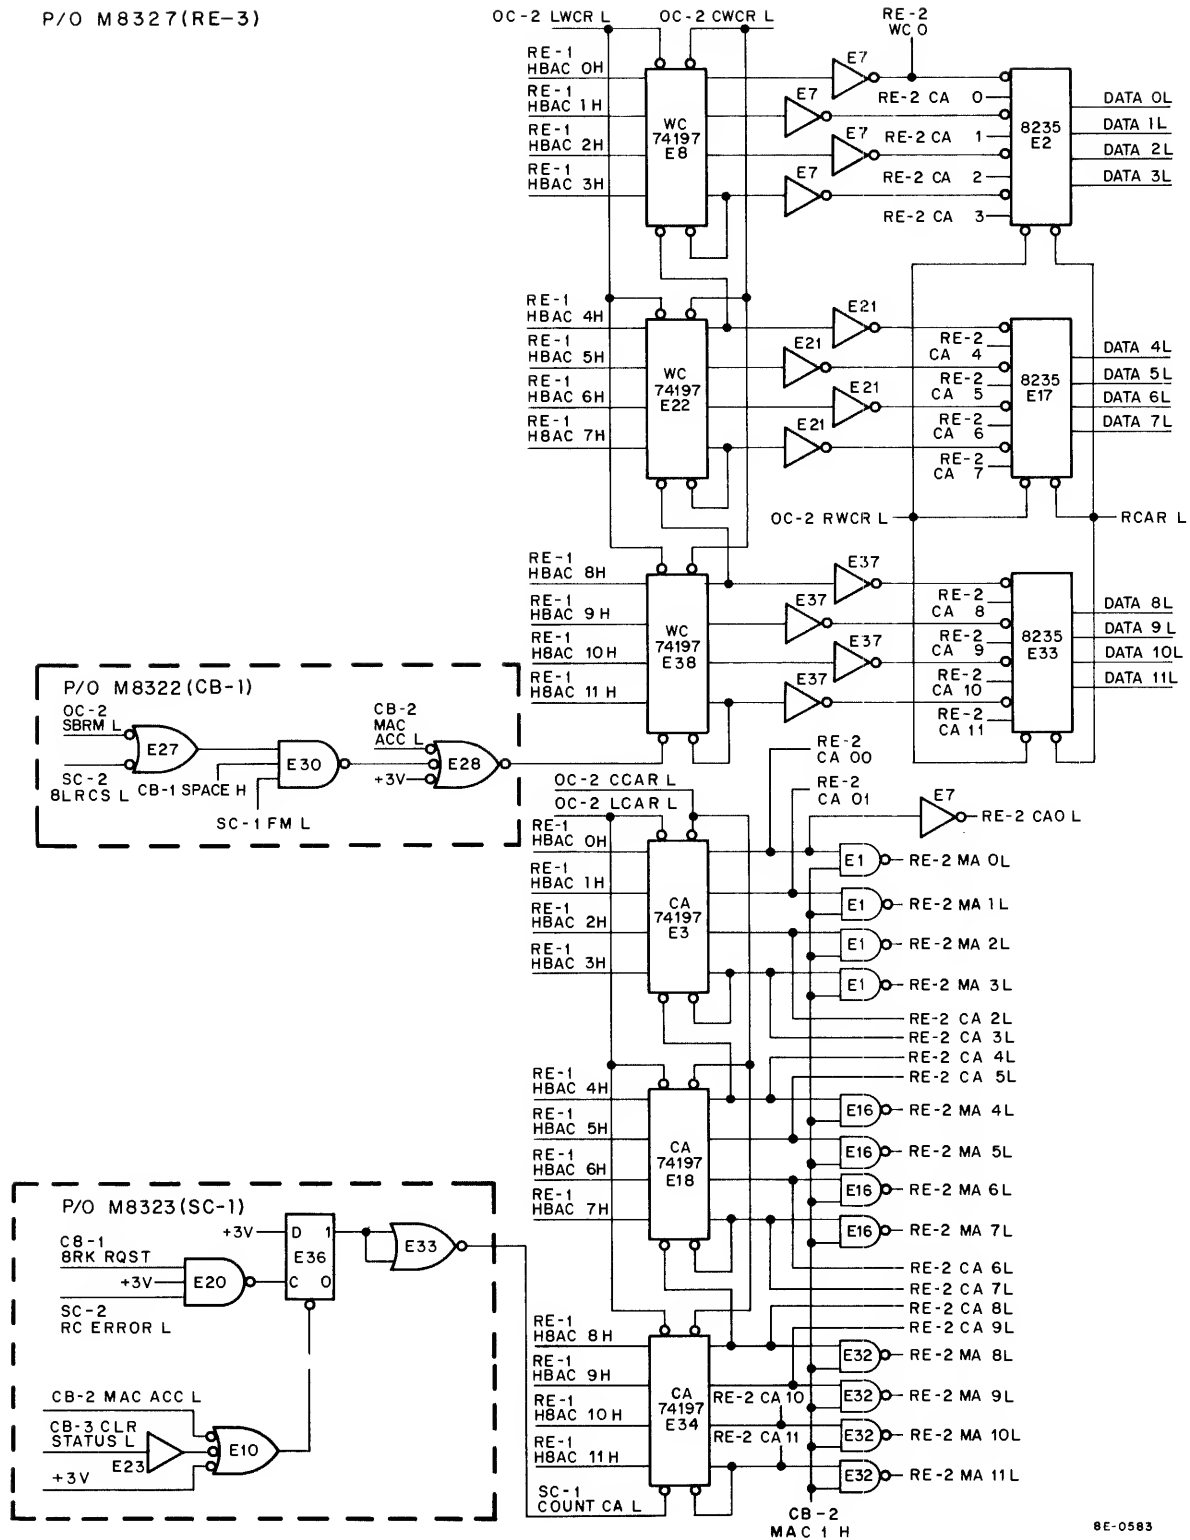 P/O M8327(RE-3)
OC-2 LWCR L
OC-2 CWCR L
RE-2
WC 0
RE-1
HBAC 0H
RE-1
HBAC 1H
RE-1
HBAC 2H
RE-1
HBAC 3H
WC
74197
E8
E7
E7
E7
E7
RE-2 CA 0
RE-2 CA 1
RE-2 CA 2
RE-2 CA 3
8235
E2
DATA 0L
DATA 1L
DATA 2L
DATA 3L
RE-1
HBAC 4H
RE-1
HBAC 5H
RE-1
HBAC 6H
RE-1
H8AC 7H
WC
74197
E22
E21
E21
E21
E21
RE-2
CA 4
RE-2
CA 5
RE-2
CA 6
RE-2
CA 7
8235
E17
DATA 4L
DATA 5L
DATA 6L
DATA 7L
OC-2 RWCR L
RCAR L
RE-1
HBAC 8H
RE-1
HBAC 9H
RE-1
H8AC 10H
RE-1
H8AC 11H
WC
74197
E38
E37
E37
E37
E37
RE-2
CA 8
RE-2
CA 9
RE-2
CA 10
RE-2
CA 11
8235
E33
DATA 8L
DATA 9L
DATA 10L
DATA 11L
P/O M8322(CB-1)
OC-2
SBRM L
SC-2
8LRCS L
E27
CB-1 SPACE H
SC-1 FM L
E30
CB-2
MAC
ACC L
+3V
E28
OC-2 CCAR L
OC-2 LCAR L
RE-2
CA 00
RE-2
CA 01
E7
RE-2 CA0 L
RE-1
HBAC 0H
RE-1
HBAC 1H
RE-1
HBAC 2H
RE-1
HBAC 3H
CA
74197
E3
E1
RE-2 MA 0L
E1
RE-2 MA 1L
E1
RE-2 MA 2L
E1
RE-2 MA 3L
RE-2 CA 2L
RE-2 CA 3L
RE-2 CA 4L
RE-2 CA 5L
RE-1
HBAC 4H
RE-1
HBAC 5H
RE-1
HBAC 6H
RE-1
HBAC 7H
CA
74197
E18
E16
RE-2 MA 4L
E16
RE-2 MA 5L
E16
RE-2 MA 6L
E16
RE-2 MA 7L
RE-2 CA 6L
RE-2 CA 7L
RE-2 CA 8L
RE-2 CA 9L
P/O M8323(SC-1)
+3V
D 1
E36
C 0
E33
C8-1
8RK RQST
+3V
SC-2
RC ERROR L
E20
CB-2 MAC ACC L
CB-3 CLR
STATUS L
E23
+3V
E10
RE-1
H8AC 8H
RE-1
HBAC 9H
RE-1
H8AC 10H
RE-1
H8AC 11H
SC-1
COUNT CA L
CA
74197
E34
RE-2 CA 10
RE-2 CA 11
E32
RE-2 MA 8L
E32
RE-2 MA 9L
E32
RE-2 MA 10L
E32
RE-2 MA 11L
CB-2
MAC 1 H
8E-0583